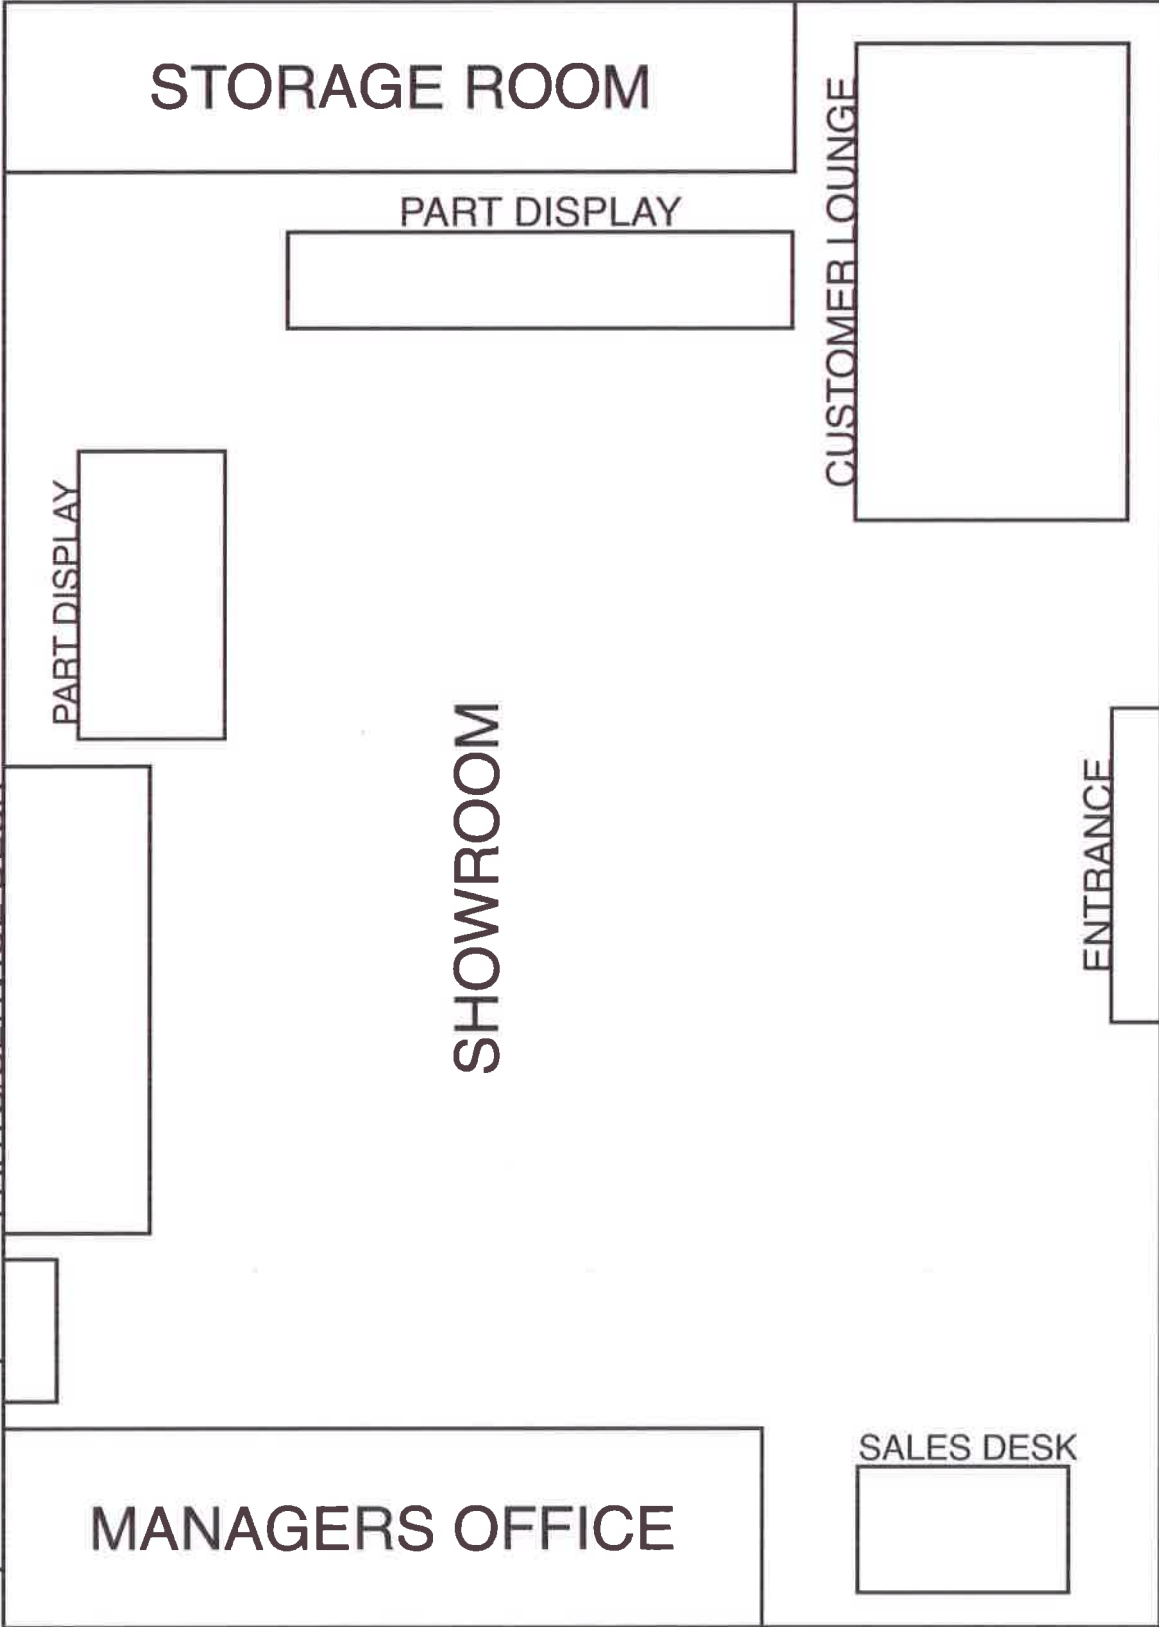 STORAGE ROOM
PART DISPLAY
CUSTOMER LOUNGE
PART DISPLAY
SHOWROOM
ENTRANCE
SALES DESK
MANAGERS OFFICE